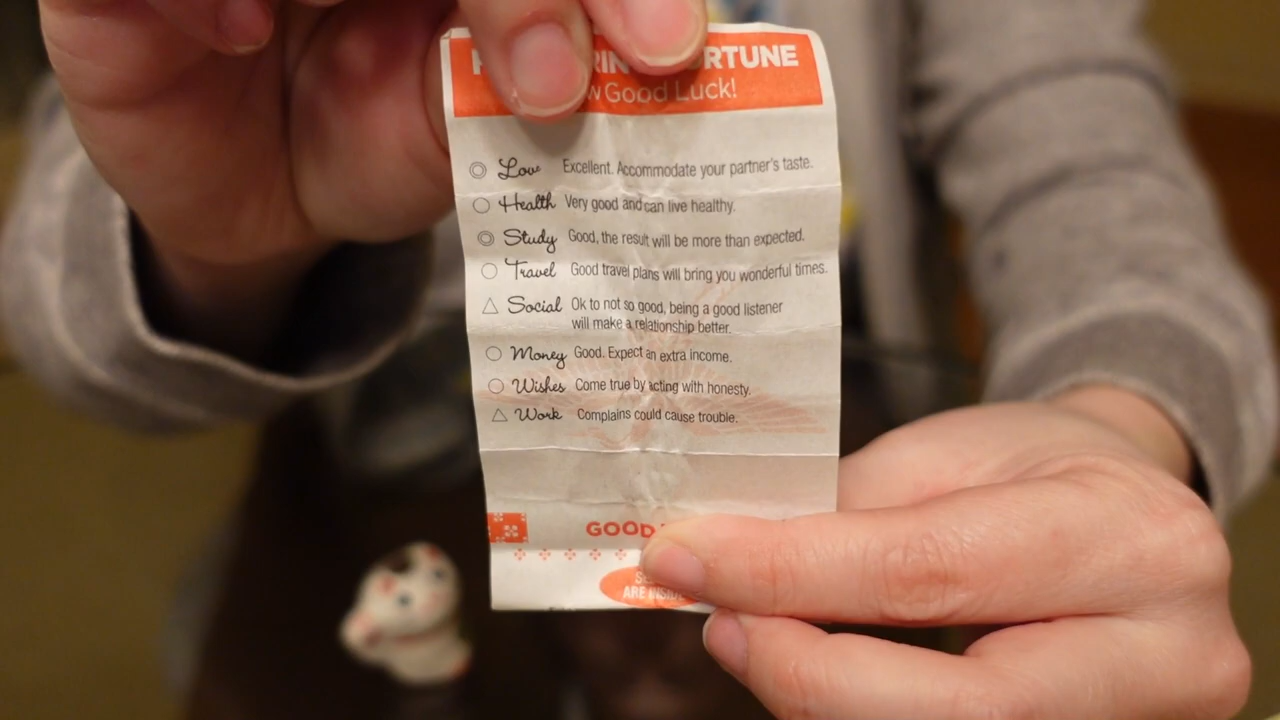 Good Luck!
Love Excellent. Accommodate your partner's taste.
Health Very good and can live healthy.
Study Good, the result will be more than expected.
Travel Good travel plans will bring you wonderful times.
Social Ok to not so good, being a good listener
will make a relationship better.
Money Good. Expect an extra income.
Wishes Come true by acting with honesty.
Work Complains could cause trouble.
GOOD
ARE INSIDE